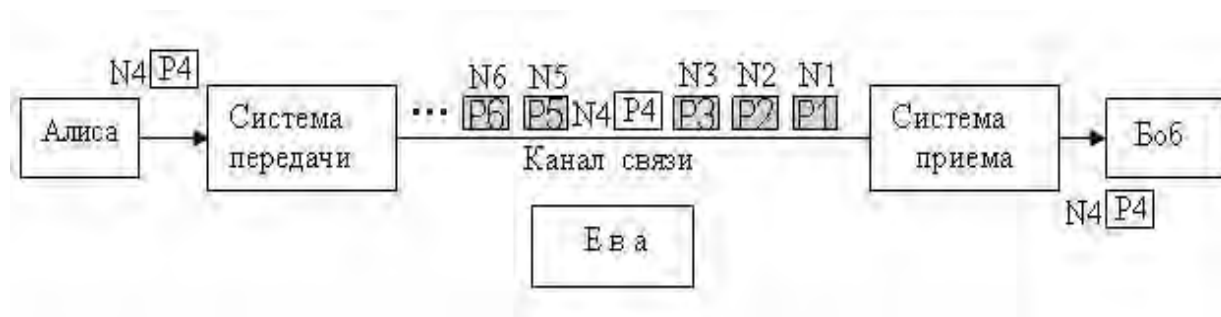 N4 P4
N6 N5 N3 N2 N1
Алиса
Система передачи
... P6 P5 N4 P4 P3 P2 P1
Система приема
Боб
Канал связи
N4 P4
Е в а